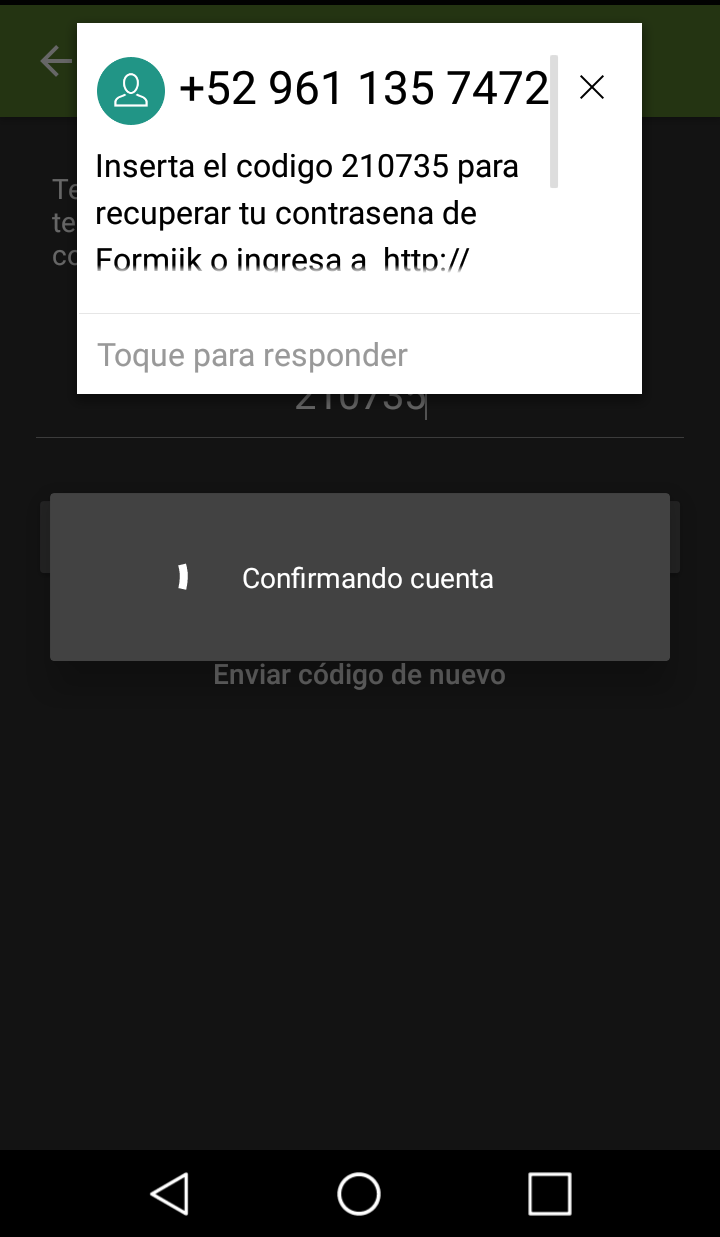 +52 961 135 7472
Inserta el codigo 210735 para
recuperar tu contrasena de
Formiik o ingresa a http://
Te
te
co
Toque para responder
210735
Confirmando cuenta
Enviar código de nuevo